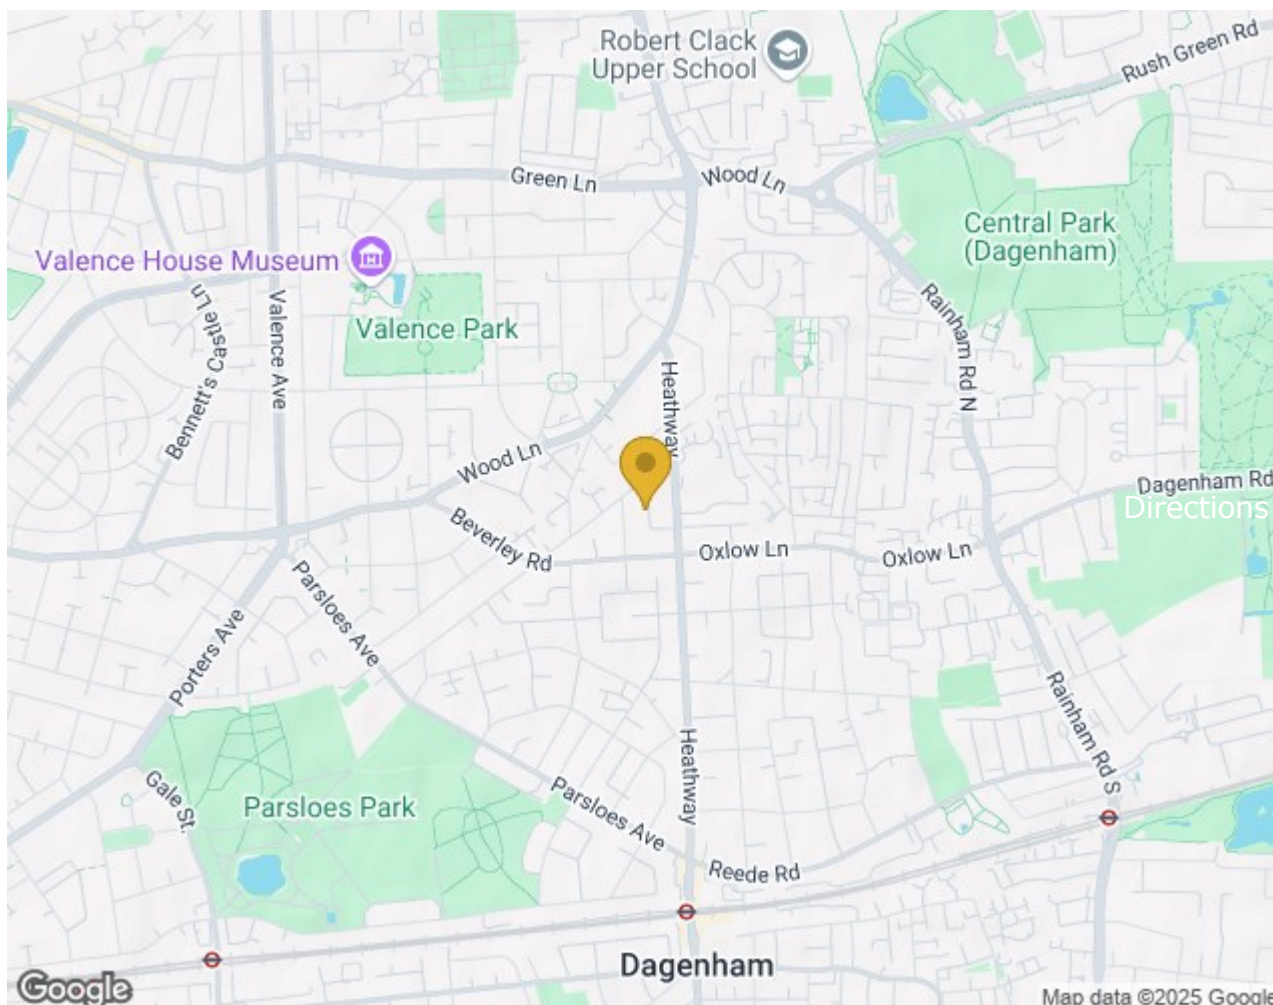 Robert Clack
Upper School
Rush Green Rd
Green Ln
Wood Ln
Central Park
(Dagenham)
Valence House Museum
Valence Park
Bennett's Castle Ln
Valence Ave
Rainham Rd N
Heathway
Wood Ln
Dagenham Rd
Directions
Beverley Rd
Oxlow Ln
Oxlow Ln
Parsloes Ave
Porters Ave
Rainham Rd S
Heathway
Gale St.
Parsloes Park
Parsloes Ave
Reede Rd
Dagenham
Google
Map data ©2025 Google